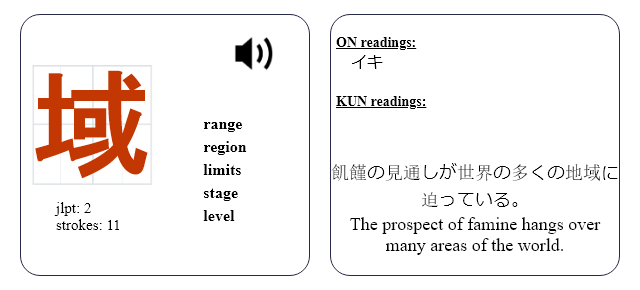 域
range
region
limits
stage
level
jlpt: 2
strokes: 11
ON readings:
イキ
KUN readings:
飢饉の見通しが世界の多くの地域に
迫っている。
The prospect of famine hangs over
many areas of the world.